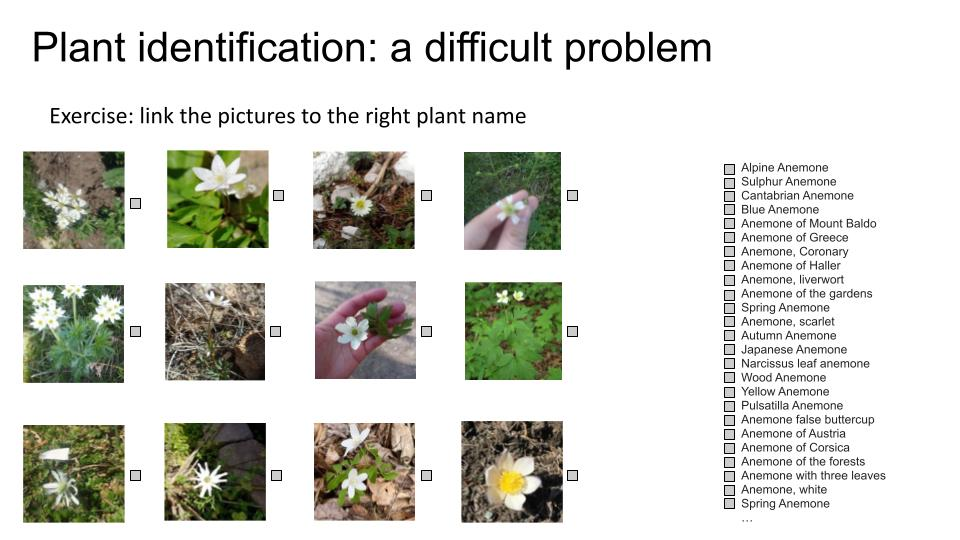 Plant identification: a difficult problem
Exercise: link the pictures to the right plant name
Alpine Anemone
Sulphur Anemone
Cantabrian Anemone
Blue Anemone
Anemone of Mount Baldo
Anemone of Greece
Anemone, Coronary
Anemone of Haller
Anemone, liverwort
Anemone of the gardens
Spring Anemone
Anemone, scarlet
Autumn Anemone
Japanese Anemone
Narcissus leaf anemone
Wood Anemone
Yellow Anemone
Pulsatilla Anemone
Anemone false buttercup
Anemone of Austria
Anemone of Corsica
Anemone of the forests
Anemone with three leaves
Anemone, white
Spring Anemone
...